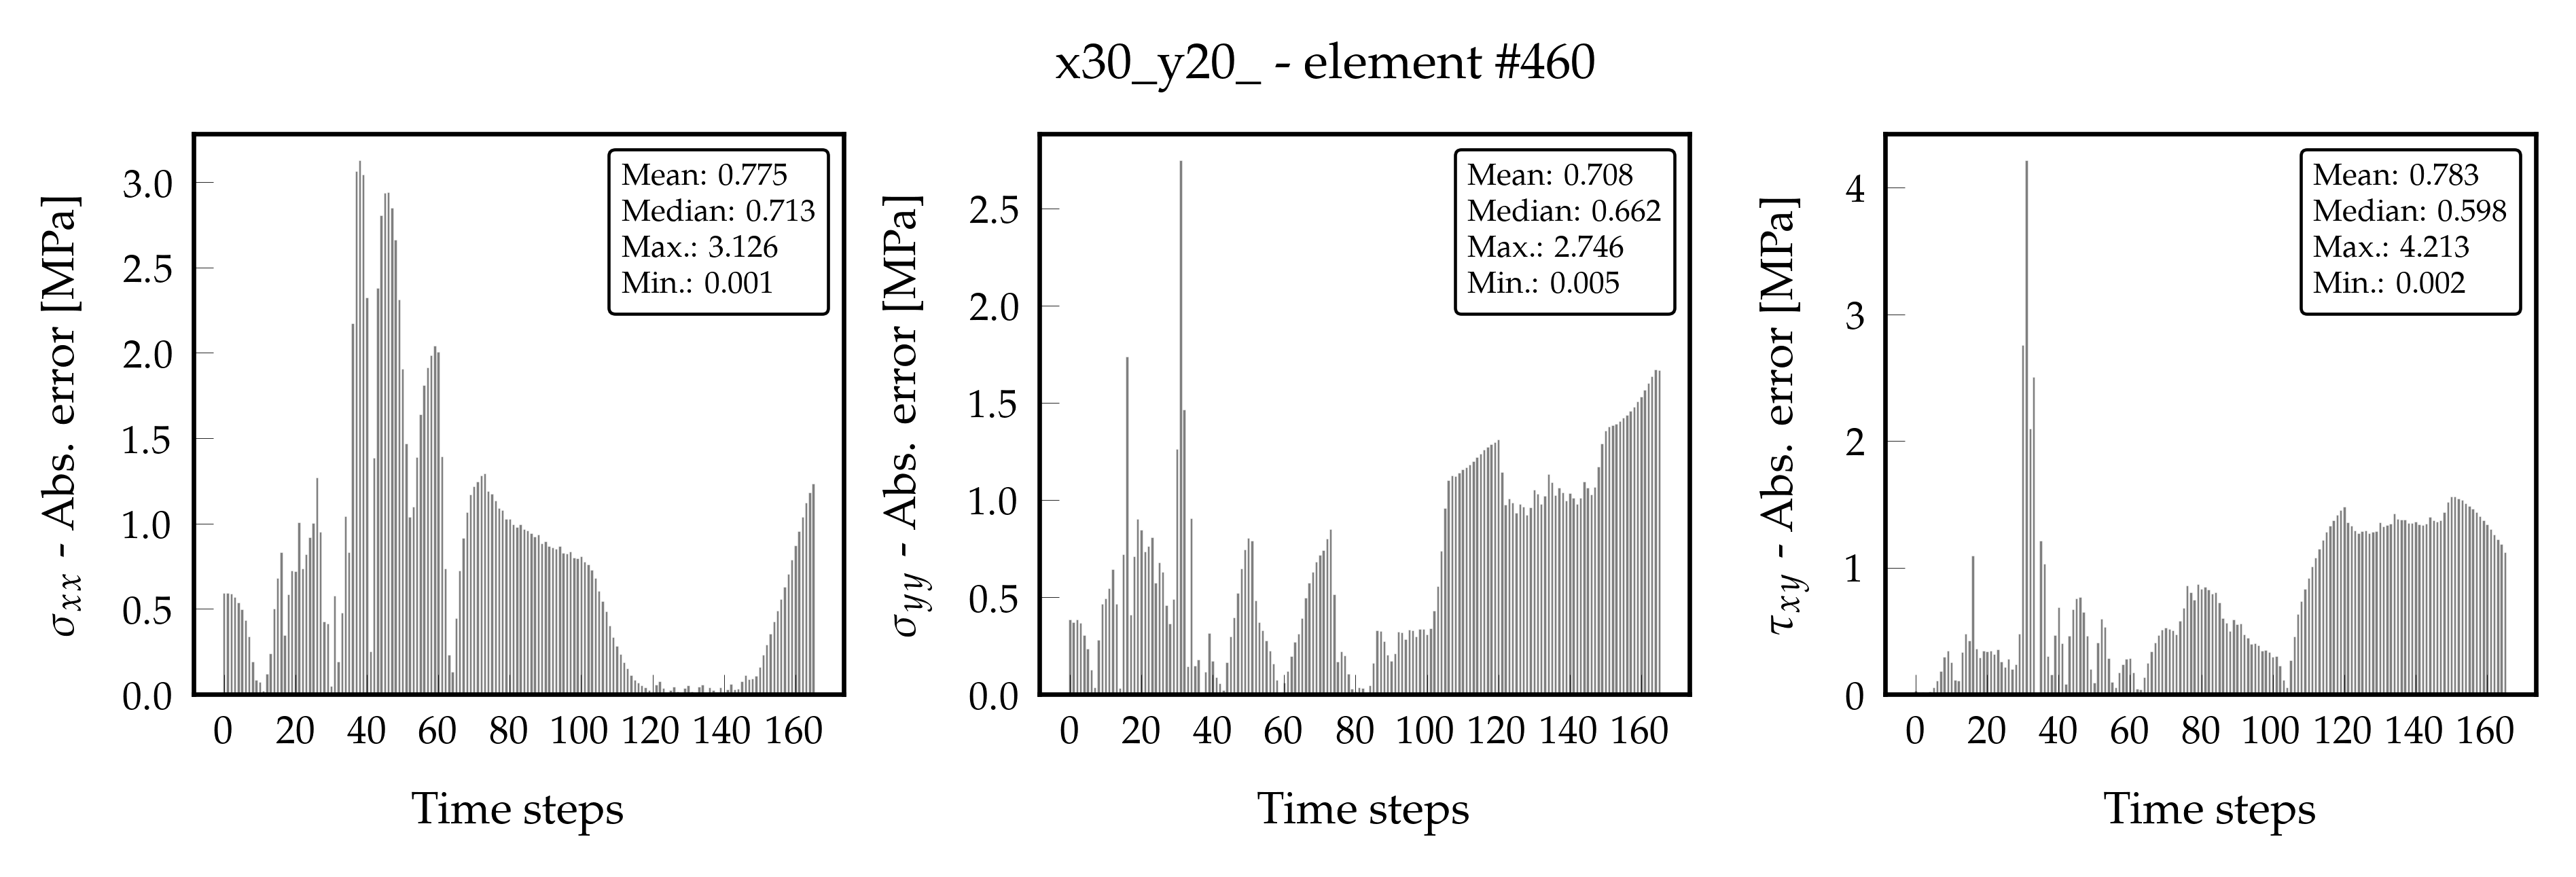 x30_y20_ - element #460
σxx - Abs. error [MPa]
3.0
2.5
2.0
1.5
1.0
0.5
0.0
Mean: 0.775
Median: 0.713
Max.: 3.126
Min.: 0.001
0 20 40 60 80 100 120 140 160
Time steps
σyy - Abs. error [MPa]
2.5
2.0
1.5
1.0
0.5
0.0
Mean: 0.708
Median: 0.662
Max.: 2.746
Min.: 0.005
0 20 40 60 80 100 120 140 160
Time steps
τxy - Abs. error [MPa]
4
3
2
1
0
Mean: 0.783
Median: 0.598
Max.: 4.213
Min.: 0.002
0 20 40 60 80 100 120 140 160
Time steps